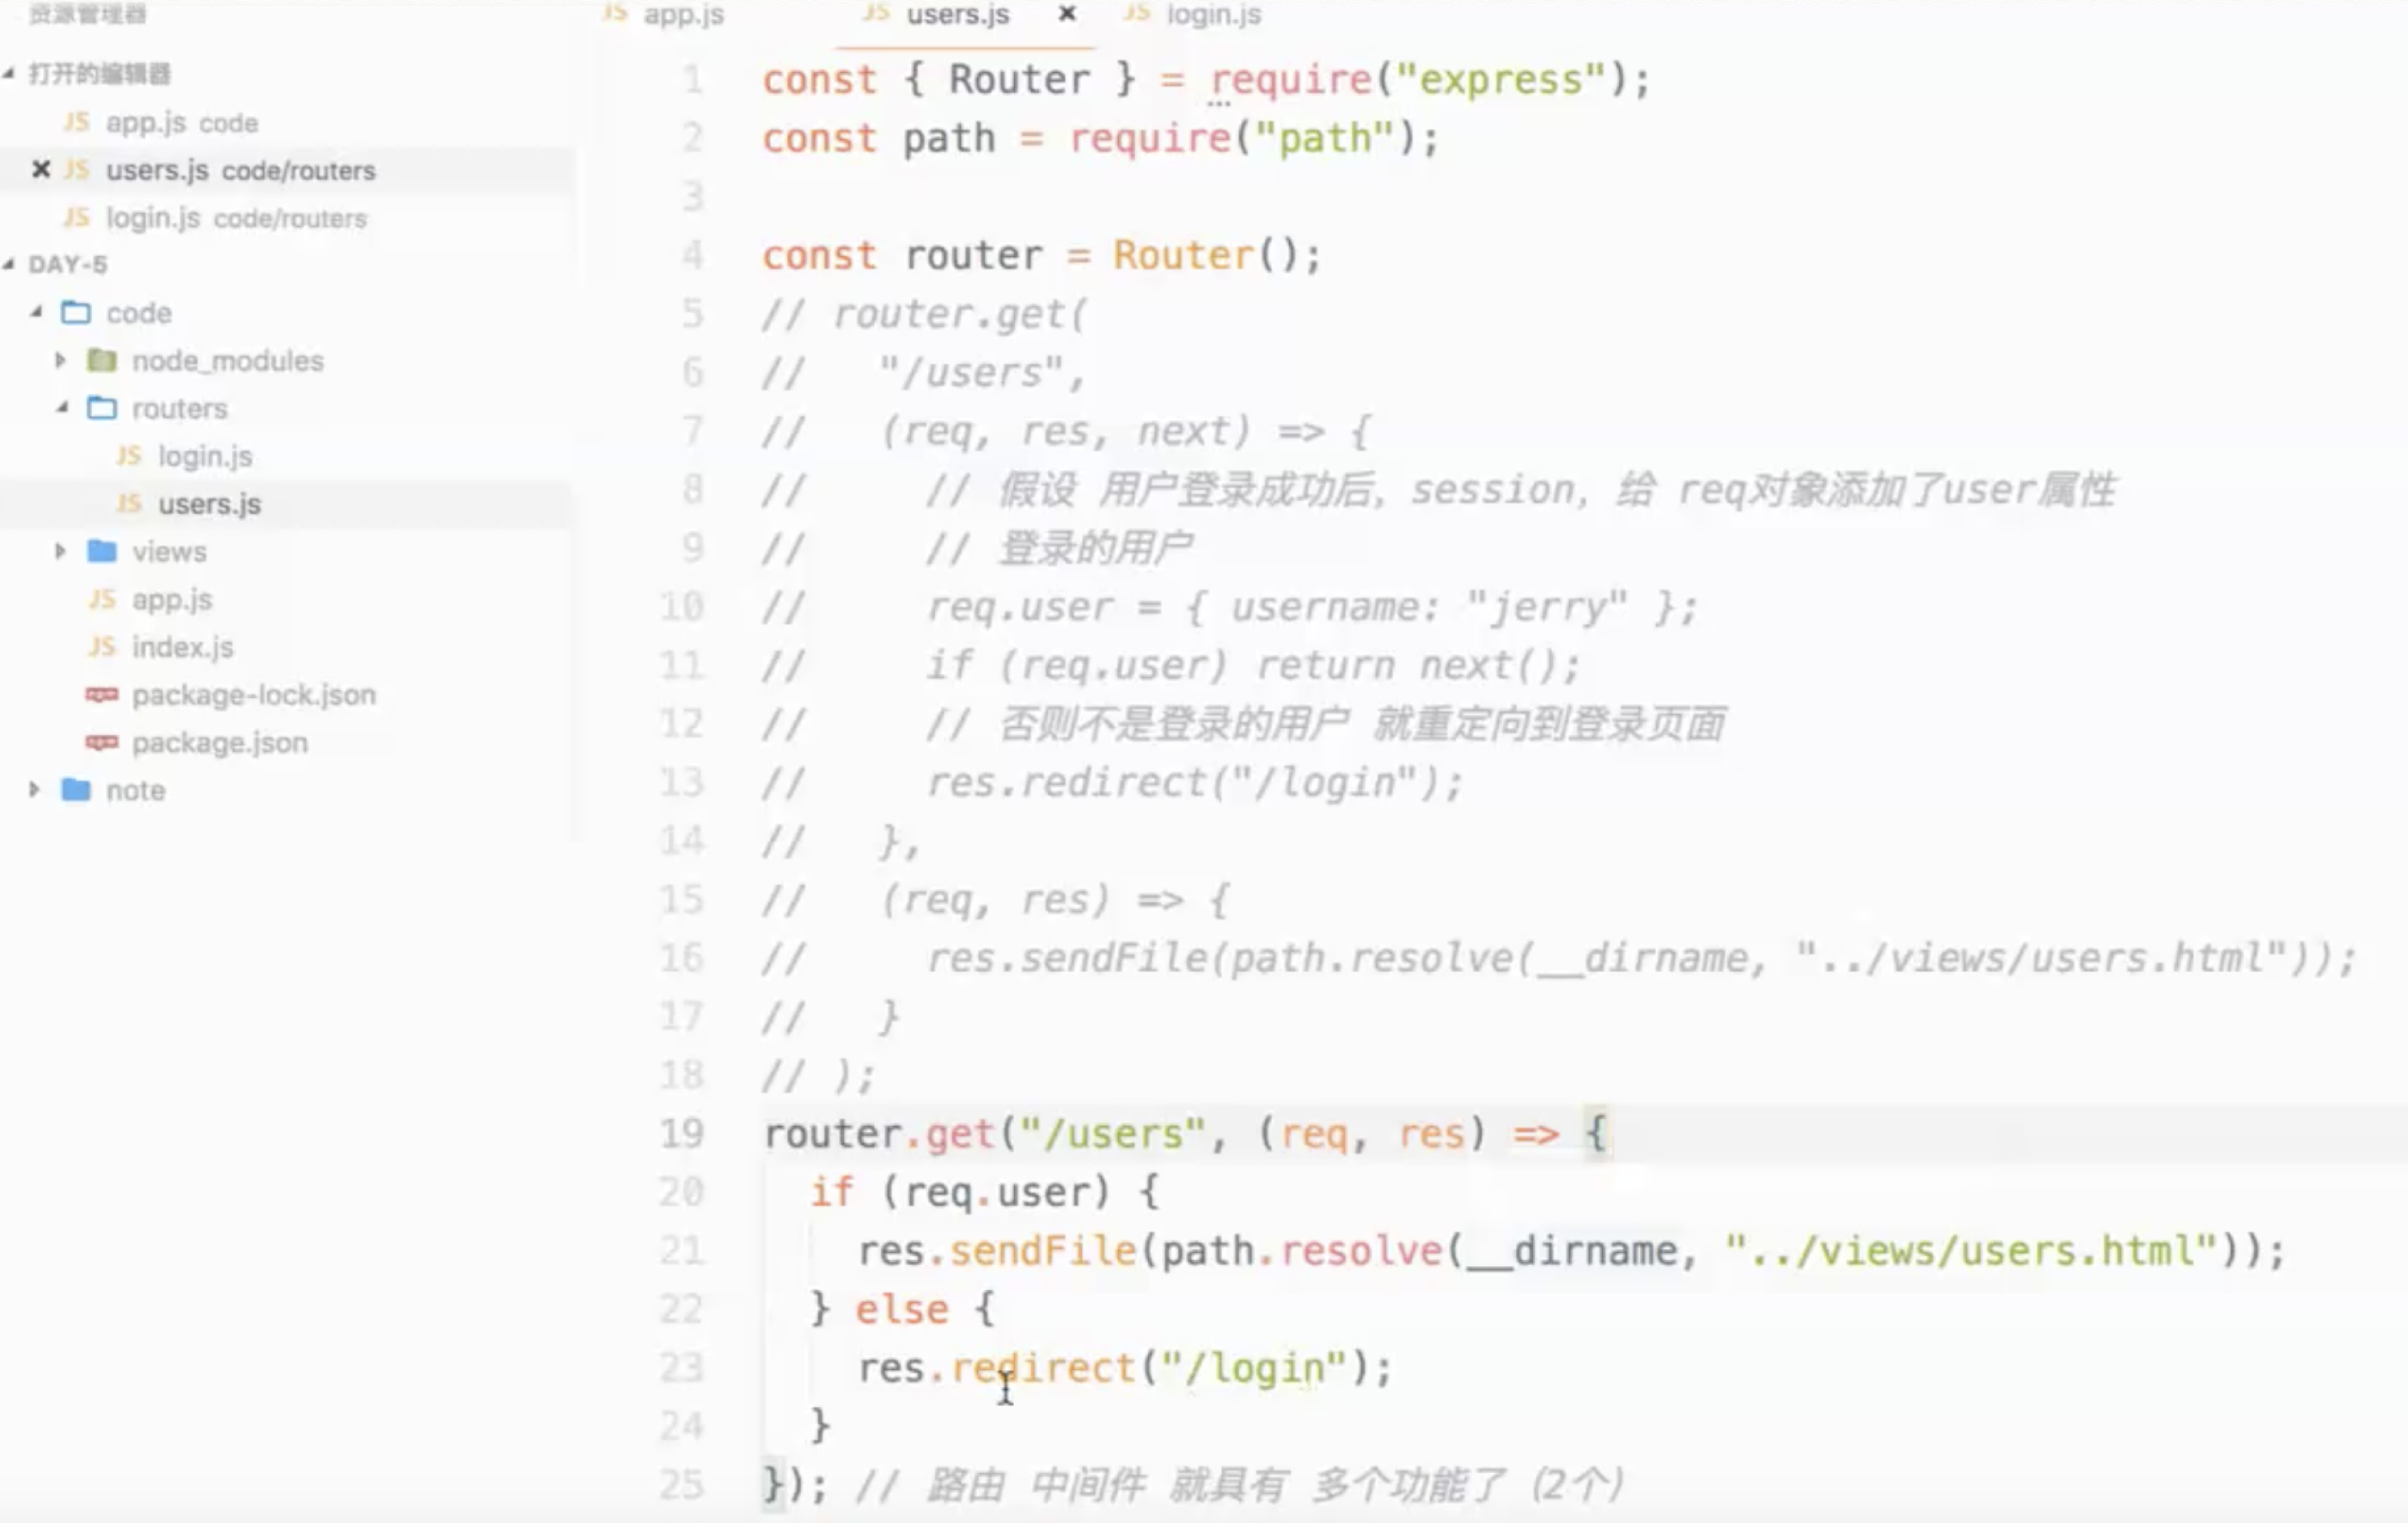 资源管理器
打开的编辑器
JS app.js code
× JS users.js code/routers
JS login.js code/routers
DAY-5
code
node_modules
routers
JS login.js
JS users.js
views
JS app.js
JS index.js
npm package-lock.json
npm package.json
note
JS app.js JS users.js × JS login.js
1 const { Router } = require("express");
2 const path = require("path");
3
4 const router = Router();
5 // router.get(
6 //   "/users",
7 //   (req, res, next) => {
8 //     // 假设 用户登录成功后, session, 给 req对象添加了user属性
9 //     // 登录的用户
10 //     req.user = { username: "jerry" };
11 //     if (req.user) return next();
12 //     // 否则不是登录的用户 就重定向到登录页面
13 //     res.redirect("/login");
14 //   },
15 //   (req, res) => {
16 //     res.sendFile(path.resolve(__dirname, "../views/users.html"));
17 //   }
18 // );
19 router.get("/users", (req, res) => {
20   if (req.user) {
21     res.sendFile(path.resolve(__dirname, "../views/users.html"));
22   } else {
23     res.redirect("/login");
24   }
25 }); // 路由 中间件 就具有 多个功能了 (2个)